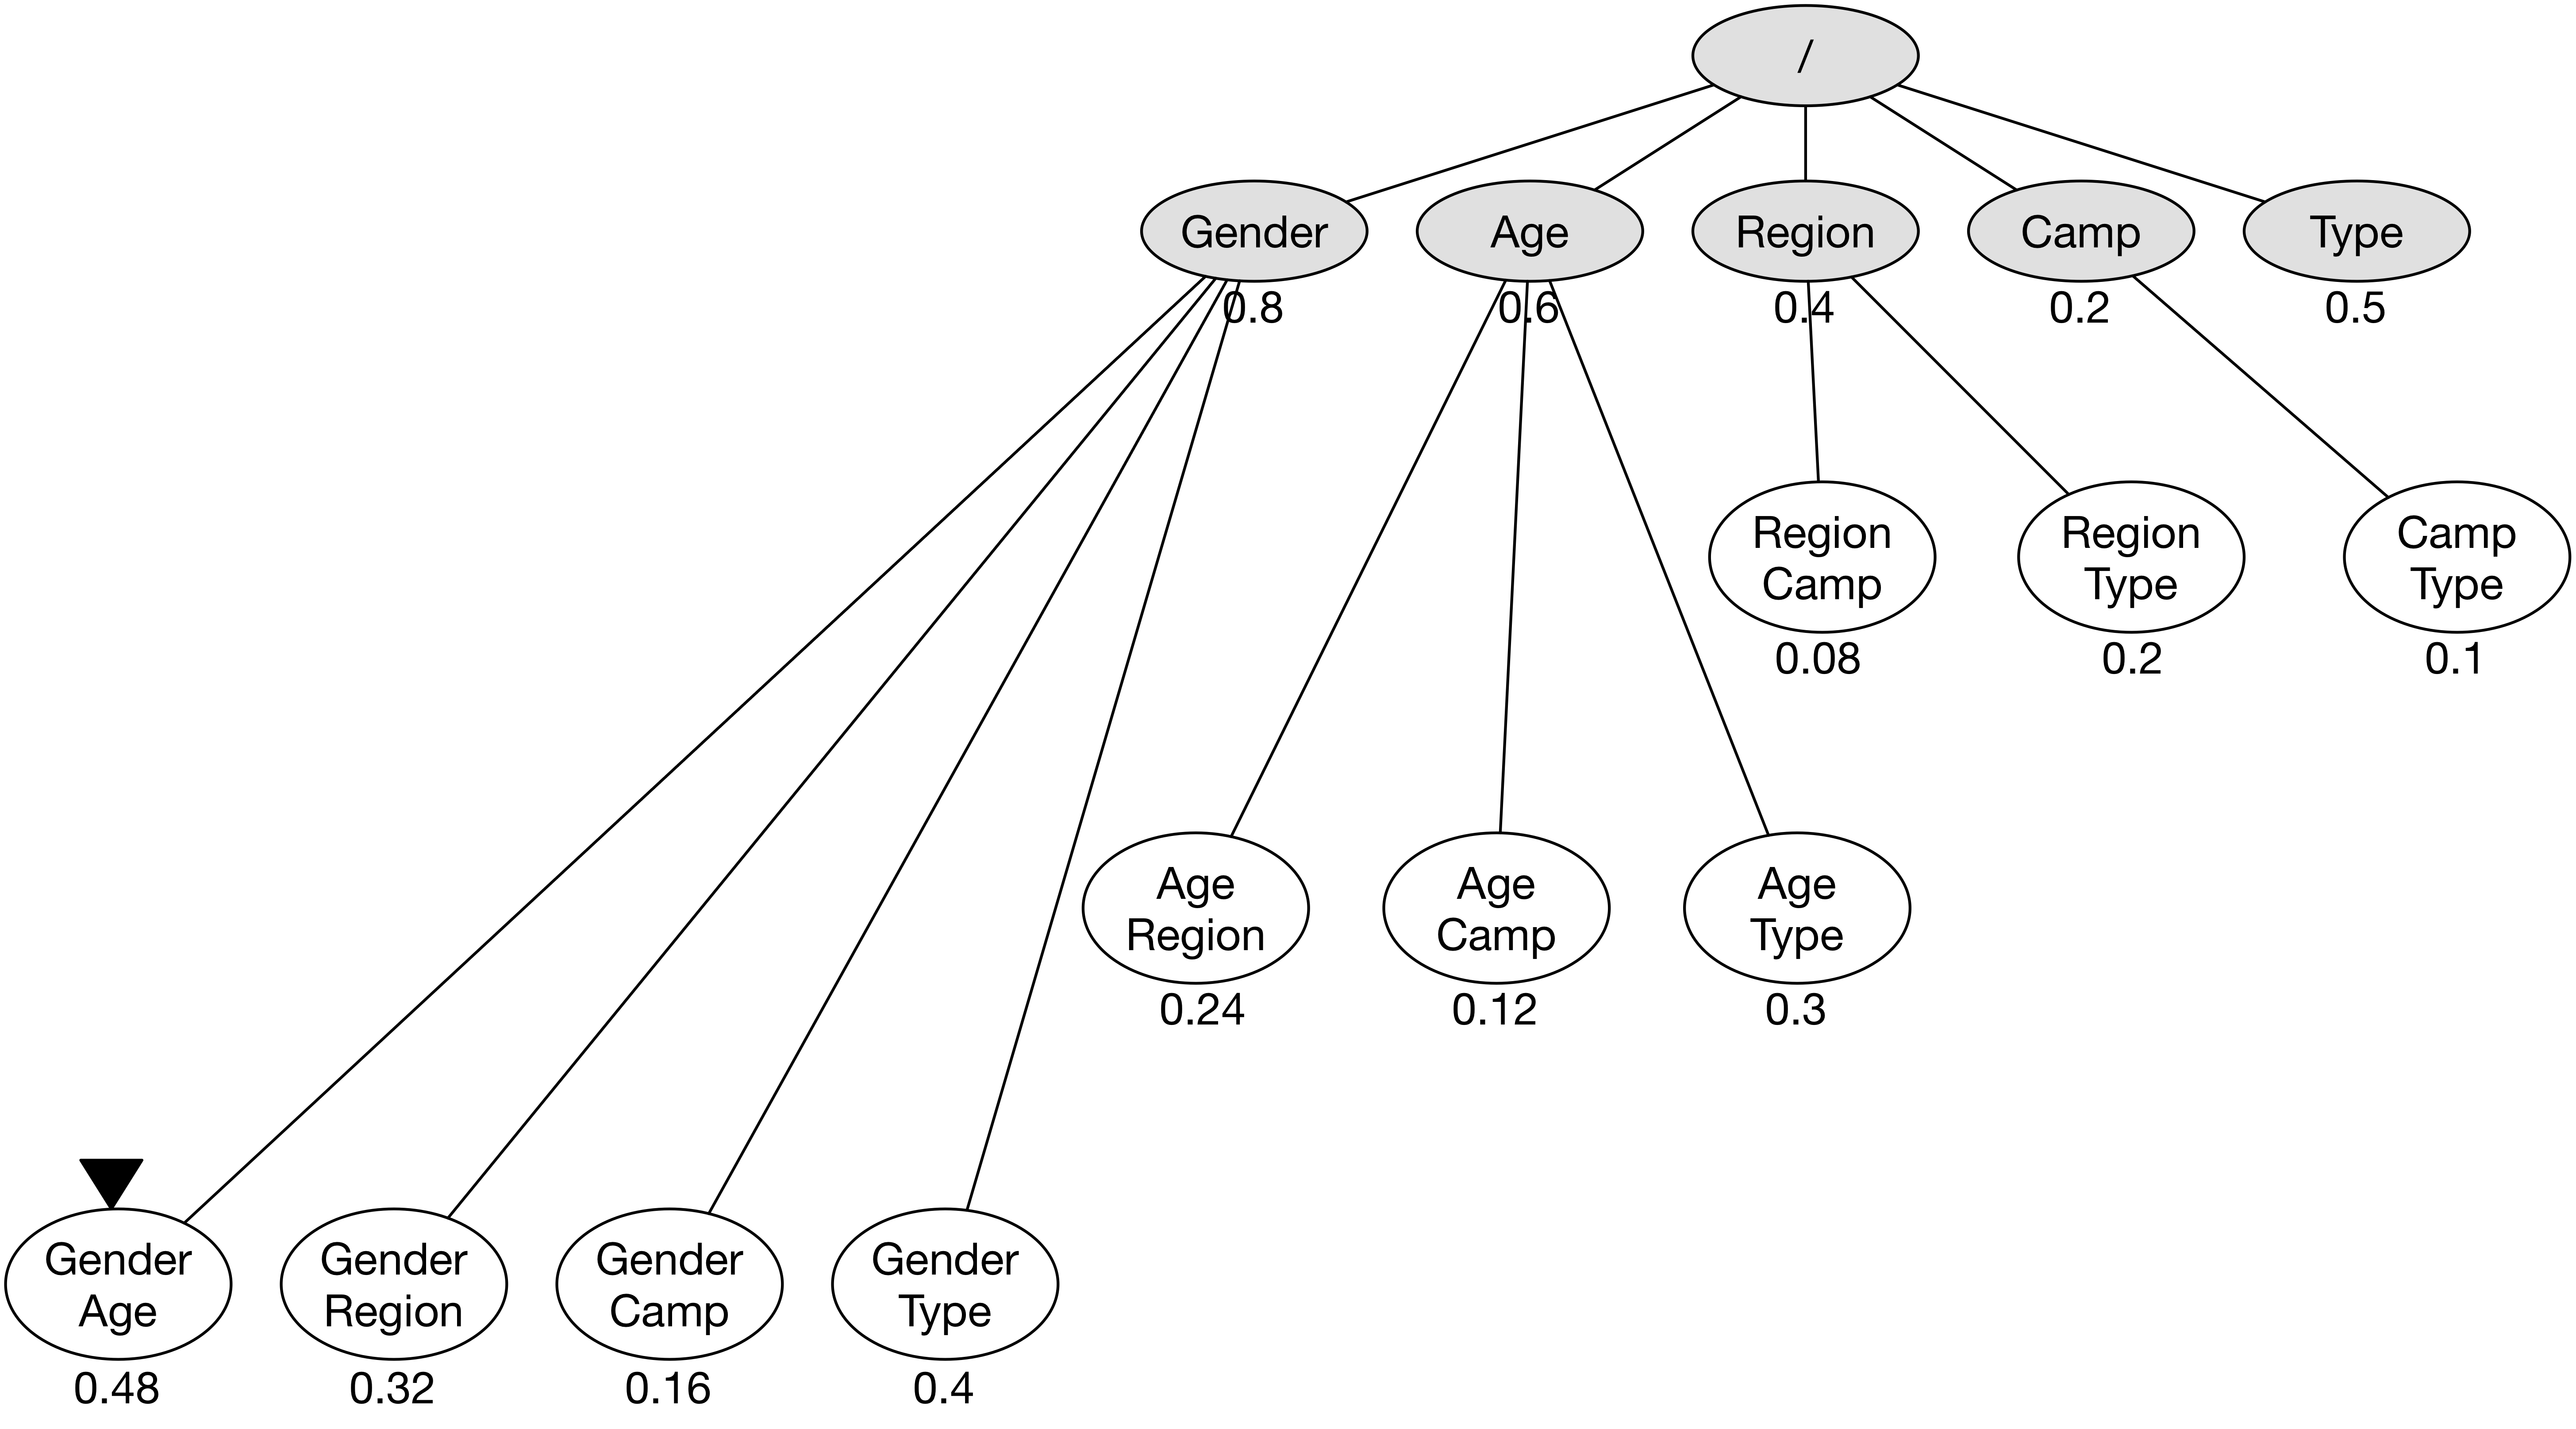 /
Gender
Age
Region
Camp
Type
0.8
0.6
0.4
0.2
0.5
Region
Camp
Region
Type
Camp
Type
0.08
0.2
0.1
Age
Region
Age
Camp
Age
Type
0.24
0.12
0.3
Gender
Age
Gender
Region
Gender
Camp
Gender
Type
0.48
0.32
0.16
0.4